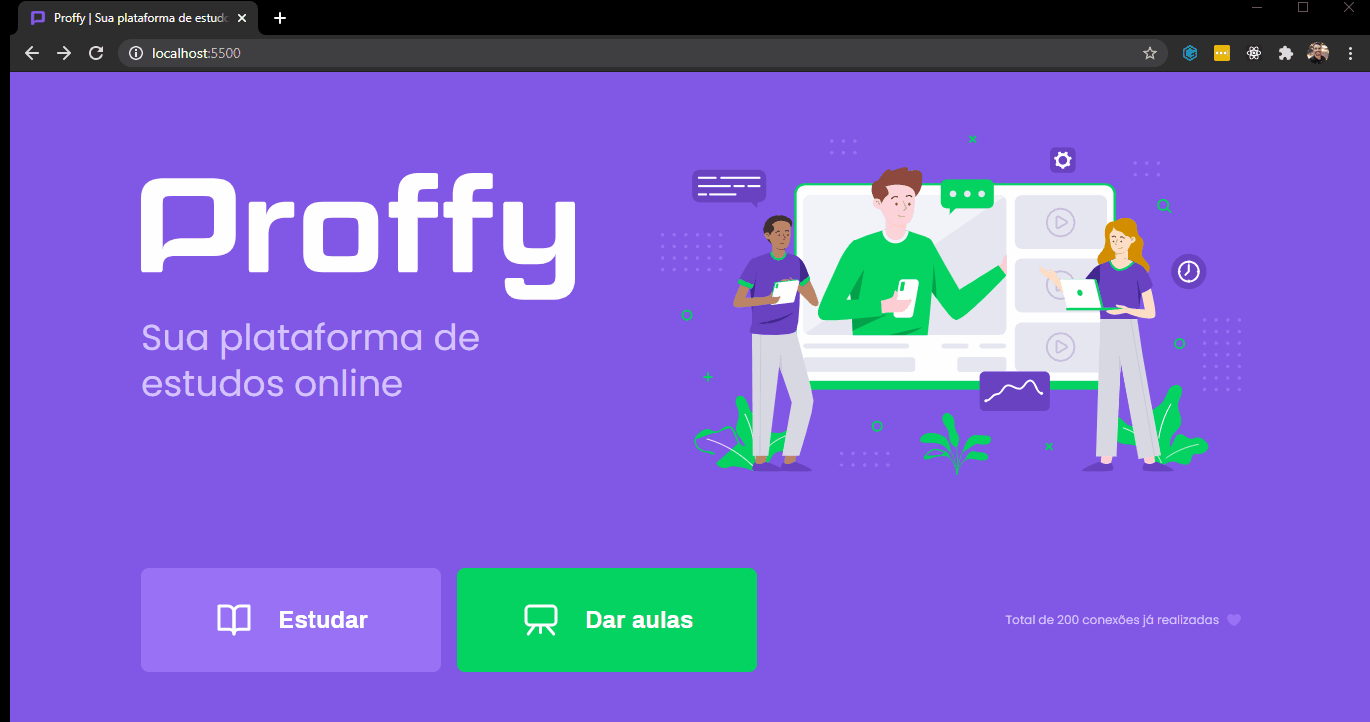 Proffy | Sua plataforma de estud
localhost:5500
Proffy
Sua plataforma de
estudos online
Estudar
Dar aulas
Total de 200 conexões já realizadas